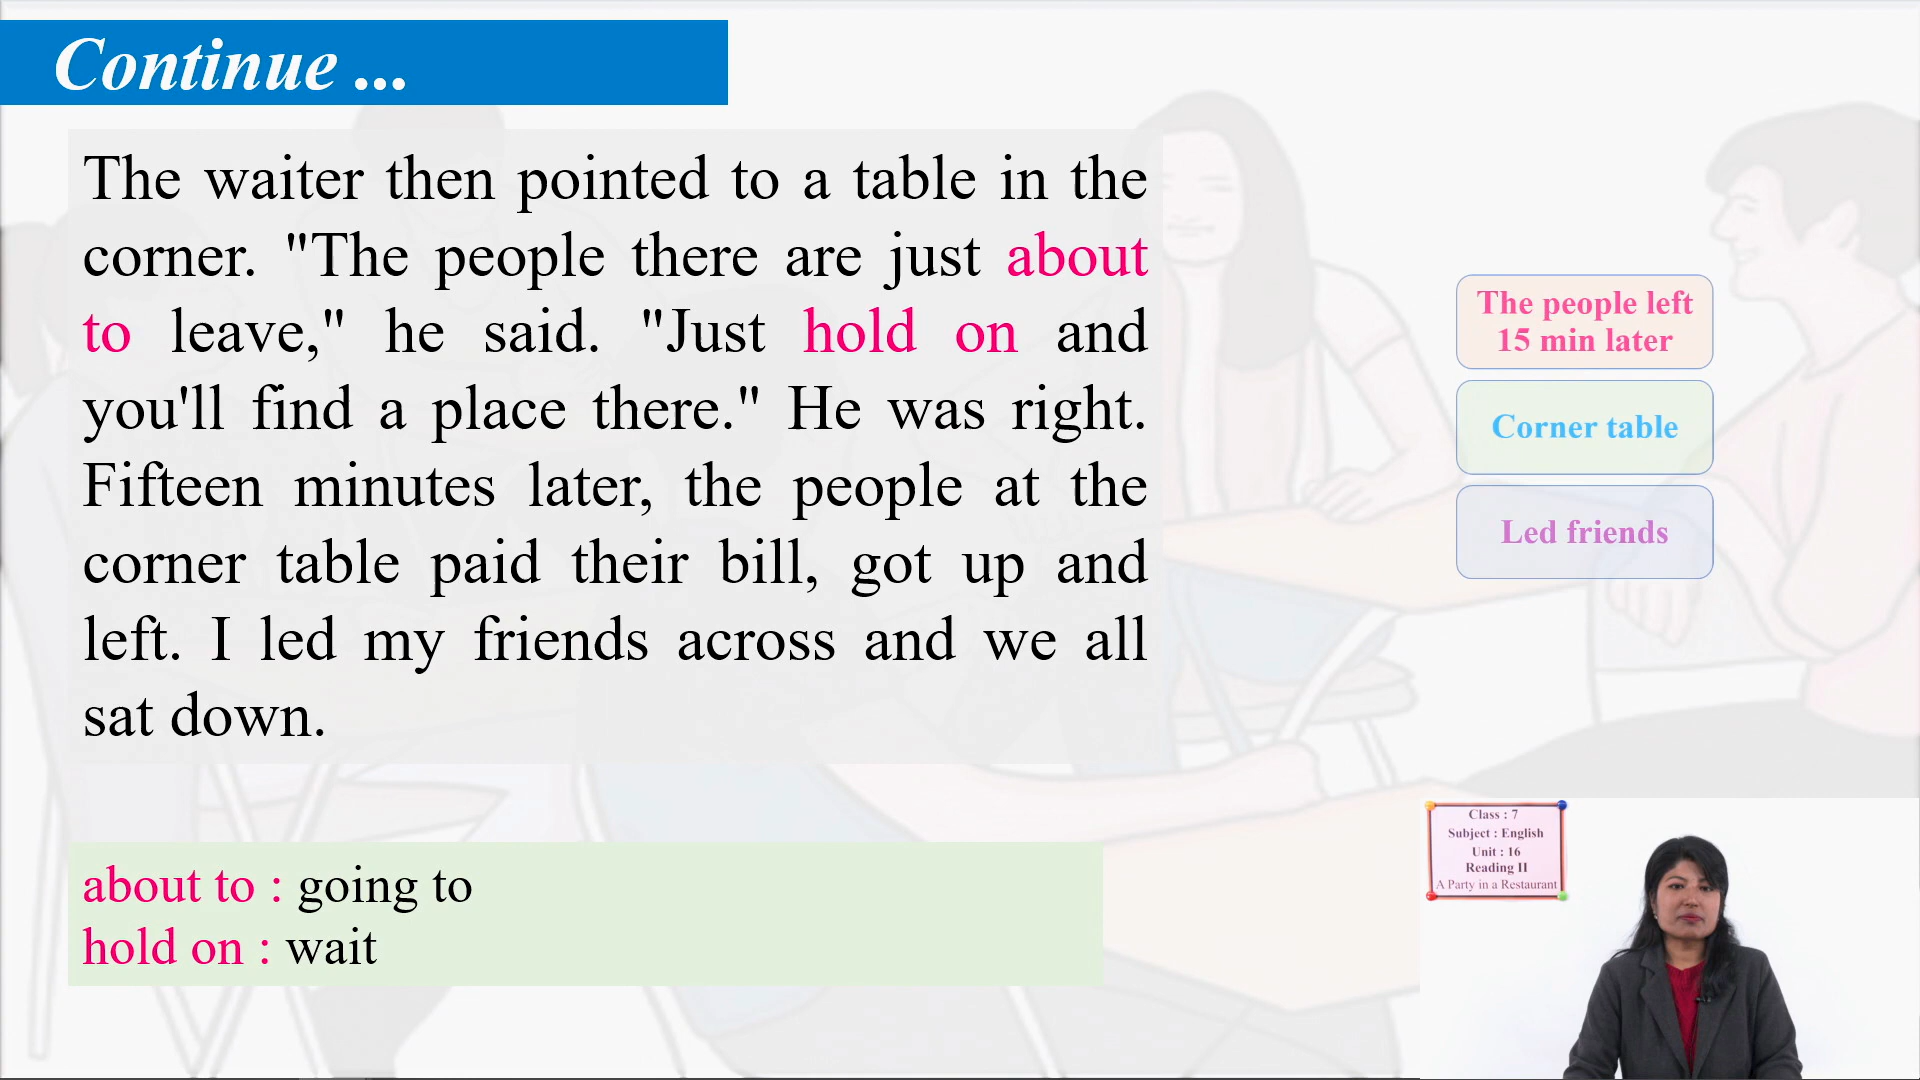 Continue ...
The waiter then pointed to a table in the
corner. "The people there are just about
to leave," he said. "Just hold on and
you'll find a place there." He was right.
Fifteen minutes later, the people at the
corner table paid their bill, got up and
left. I led my friends across and we all
sat down.
The people left
15 min later
Corner table
Led friends
about to : going to
hold on : wait
Class : 7
Subject : English
Unit : 16
Reading II
A Party in a Restaurant